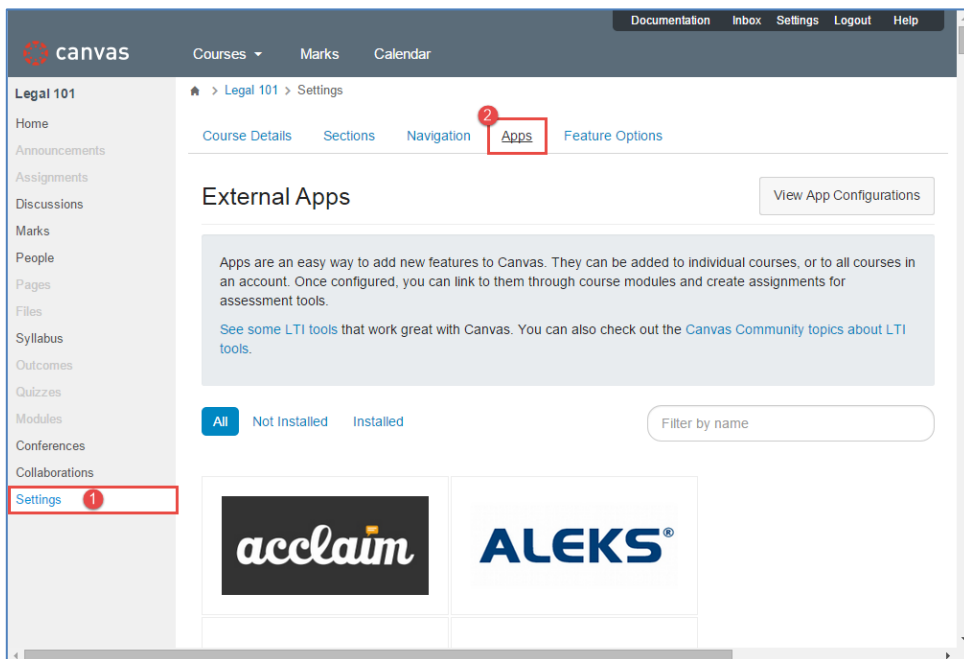 Documentation Inbox Settings Logout Help
canvas Courses Marks Calendar
Legal 101
Home
Announcements
Assignments
Discussions
Marks
People
Pages
Files
Syllabus
Outcomes
Quizzes
Modules
Conferences
Collaborations
Settings 1
> Legal 101 > Settings
2
Course Details Sections Navigation Apps Feature Options
External Apps View App Configurations
Apps are an easy way to add new features to Canvas. They can be added to individual courses, or to all courses in
an account. Once configured, you can link to them through course modules and create assignments for
assessment tools.
See some LTI tools that work great with Canvas. You can also check out the Canvas Community topics about LTI
tools.
All Not Installed Installed Filter by name
acclaim ALEKS®